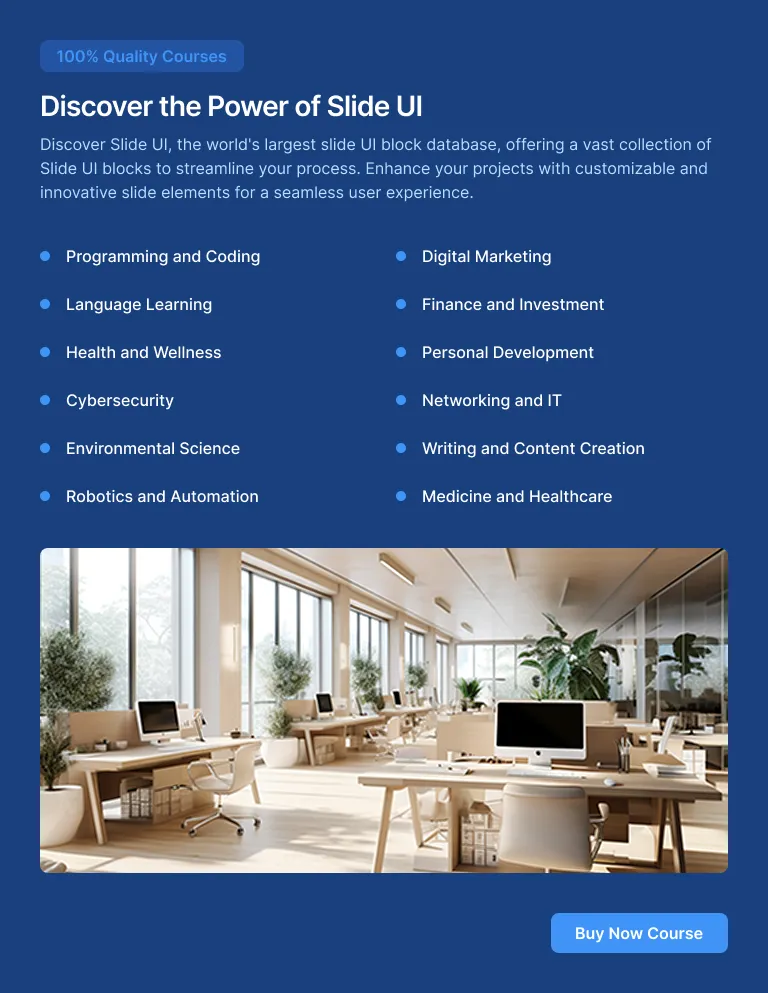 100% Quality Courses
Discover the Power of Slide UI
Discover Slide UI, the world's largest slide UI block database, offering a vast collection of
Slide UI blocks to streamline your process. Enhance your projects with customizable and
innovative slide elements for a seamless user experience.
Programming and Coding
Digital Marketing
Language Learning
Finance and Investment
Health and Wellness
Personal Development
Cybersecurity
Networking and IT
Environmental Science
Writing and Content Creation
Robotics and Automation
Medicine and Healthcare
Buy Now Course